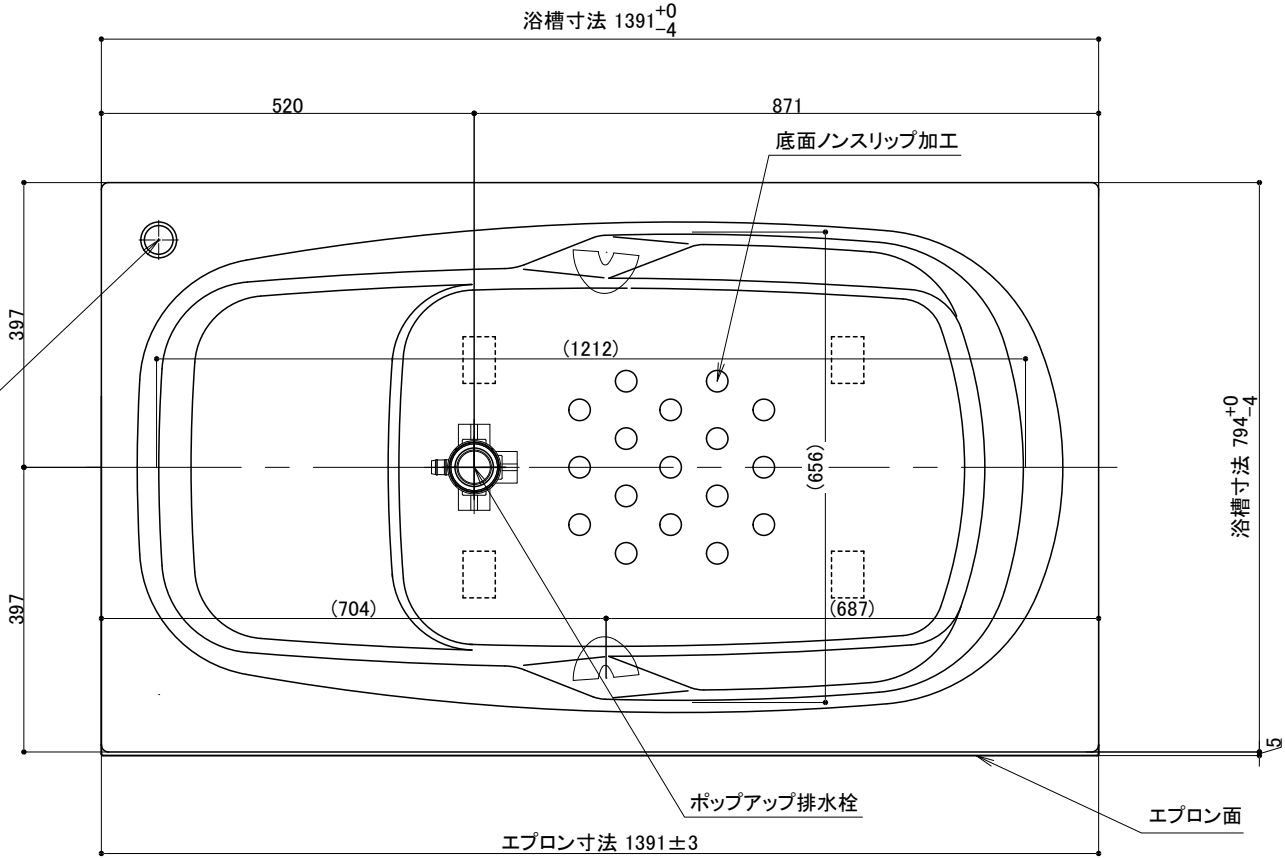 浴槽寸法 1391+0-4
520
871
底面ノンスリップ加工
397
(1212)
(656)
浴槽寸法 794+0-4
397
(704)
(687)
5
ポップアップ排水栓
エプロン面
エプロン寸法 1391±3